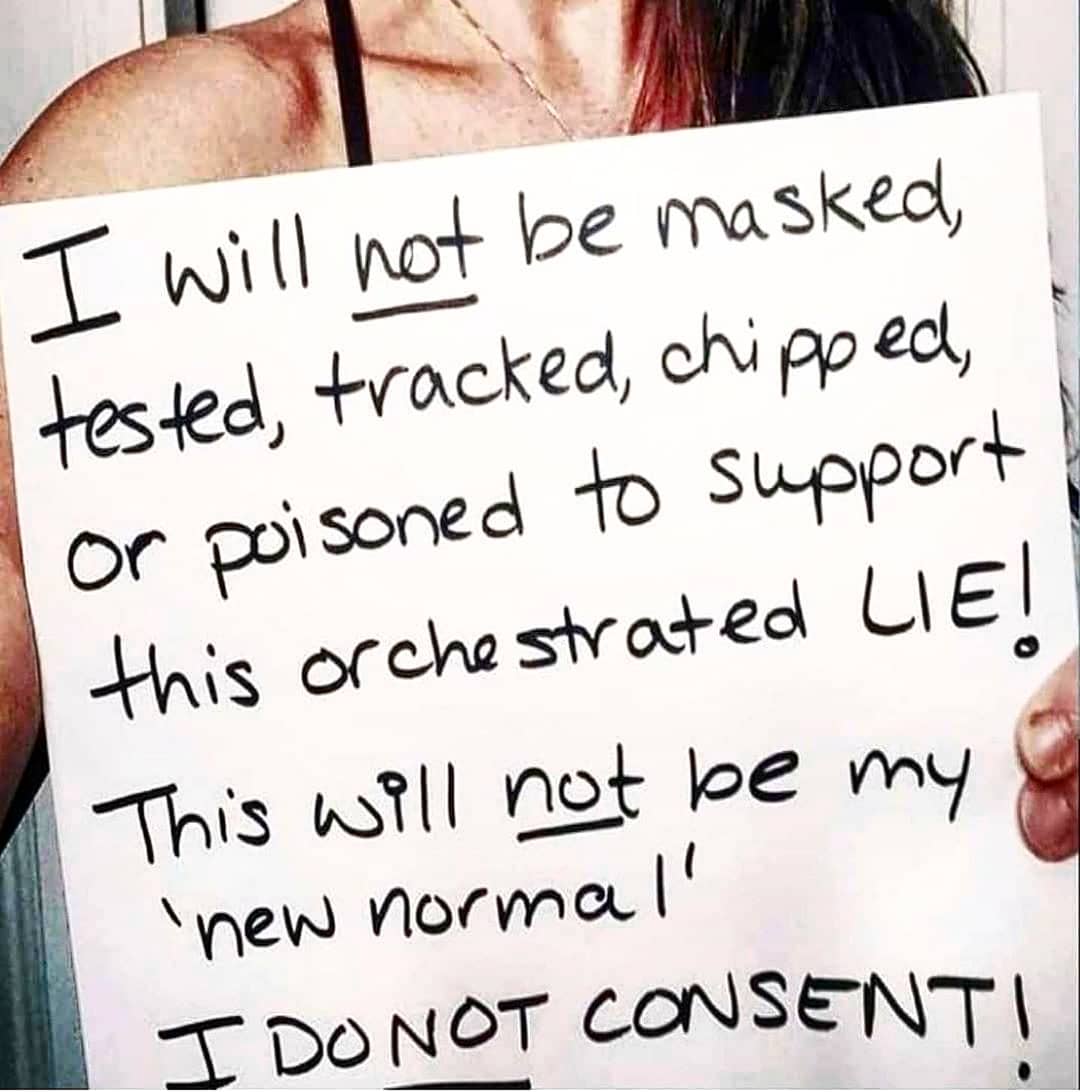 I will not be masked,
tested, tracked, chipped,
or poisoned to support
this orchestrated LIE!
This will not be my
'new normal'
I DO NOT CONSENT!